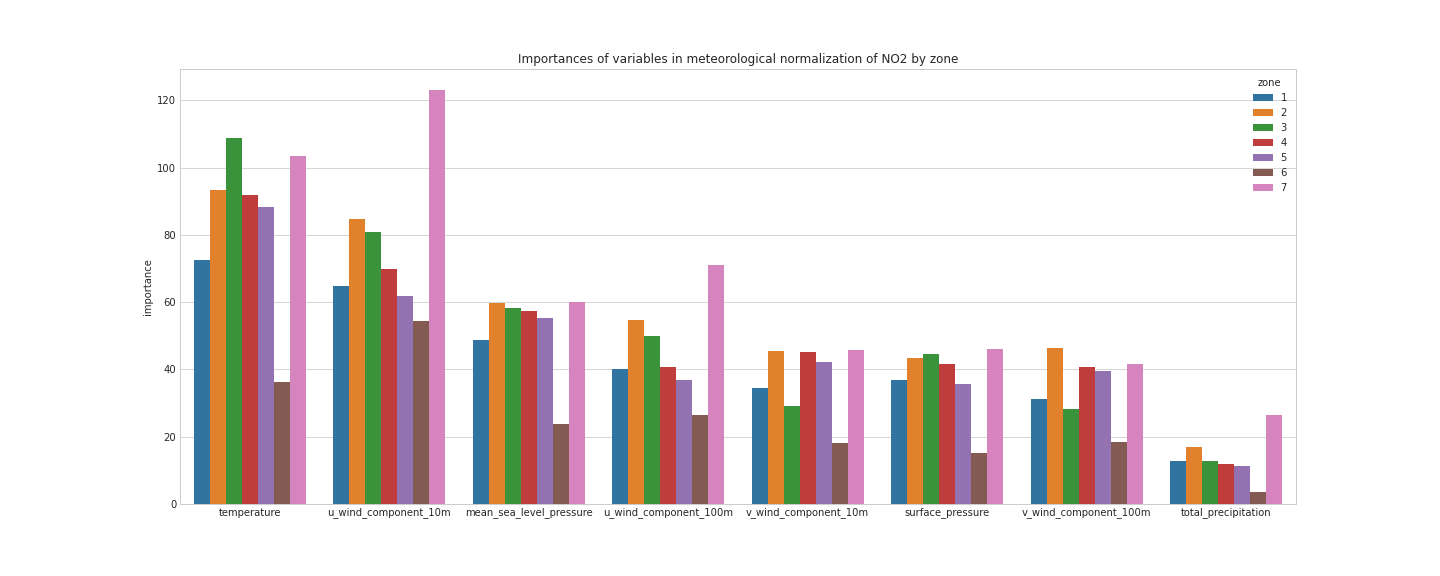 Importances of variables in meteorological normalization of NO2 by zone
zone
1
2
3
4
5
6
7
importance
120
100
80
60
40
20
0
temperature
u_wind_component_10m
mean_sea_level_pressure
u_wind_component_100m
v_wind_component_10m
surface_pressure
v_wind_component_100m
total_precipitation